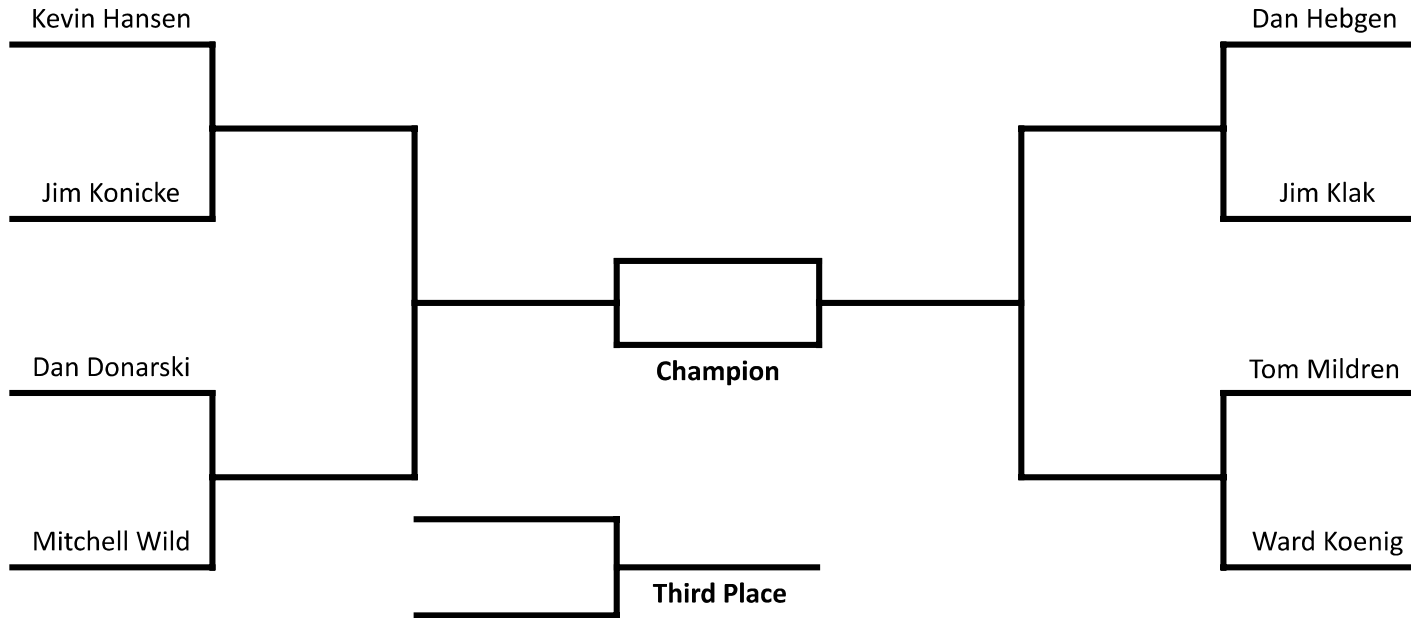 Kevin Hansen
Dan Hebgen
Jim Konicke
Jim Klak
Dan Donarski
Champion
Tom Mildren
Mitchell Wild
Ward Koenig
Third Place